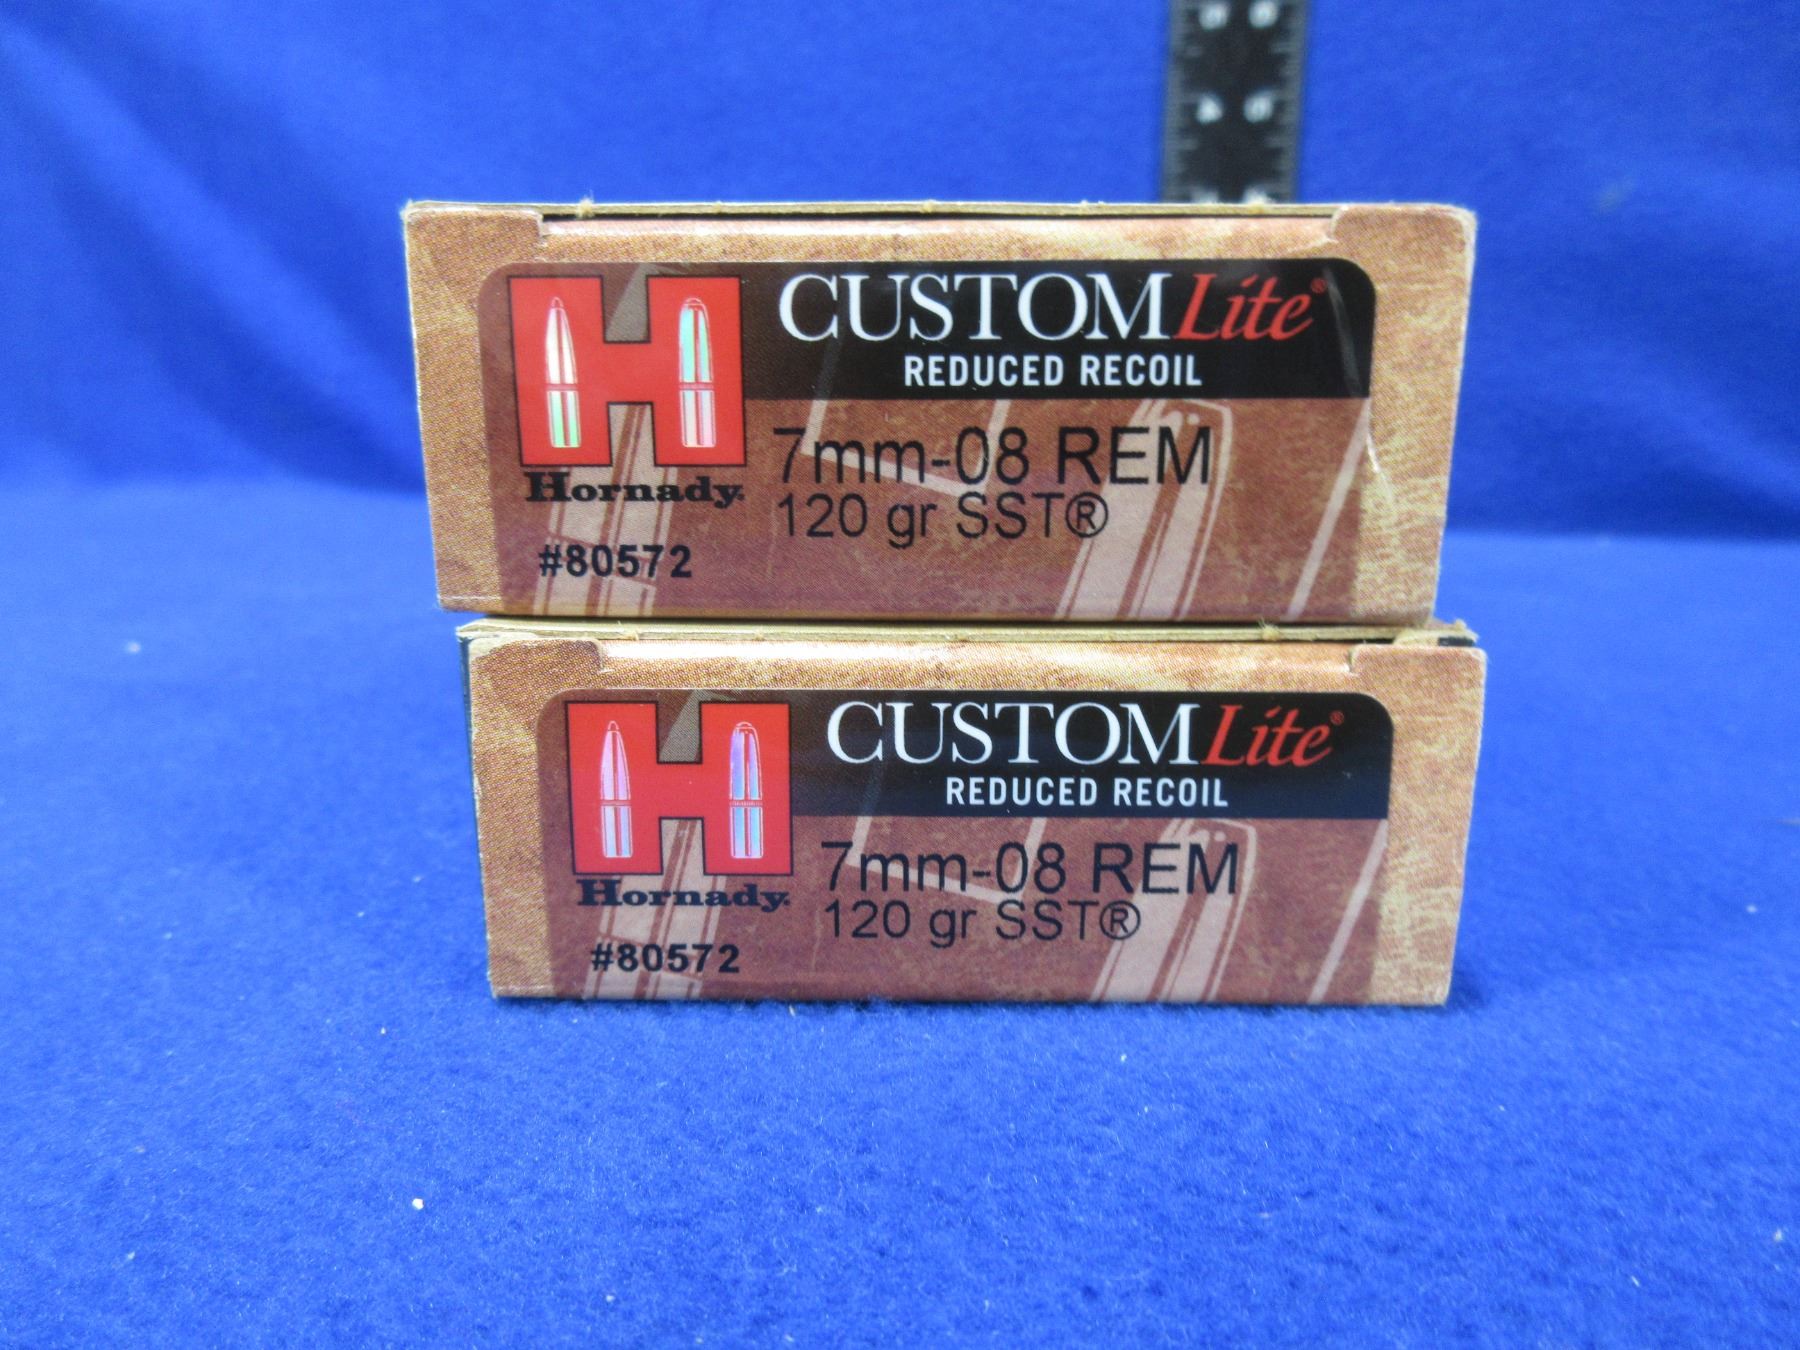 CUSTOM Lite®
REDUCED RECOIL
7mm-08 REM
120 gr SST®
Hornady
#80572
CUSTOM Lite®
REDUCED RECOIL
7mm-08 REM
120 gr SST®
Hornady
#80572